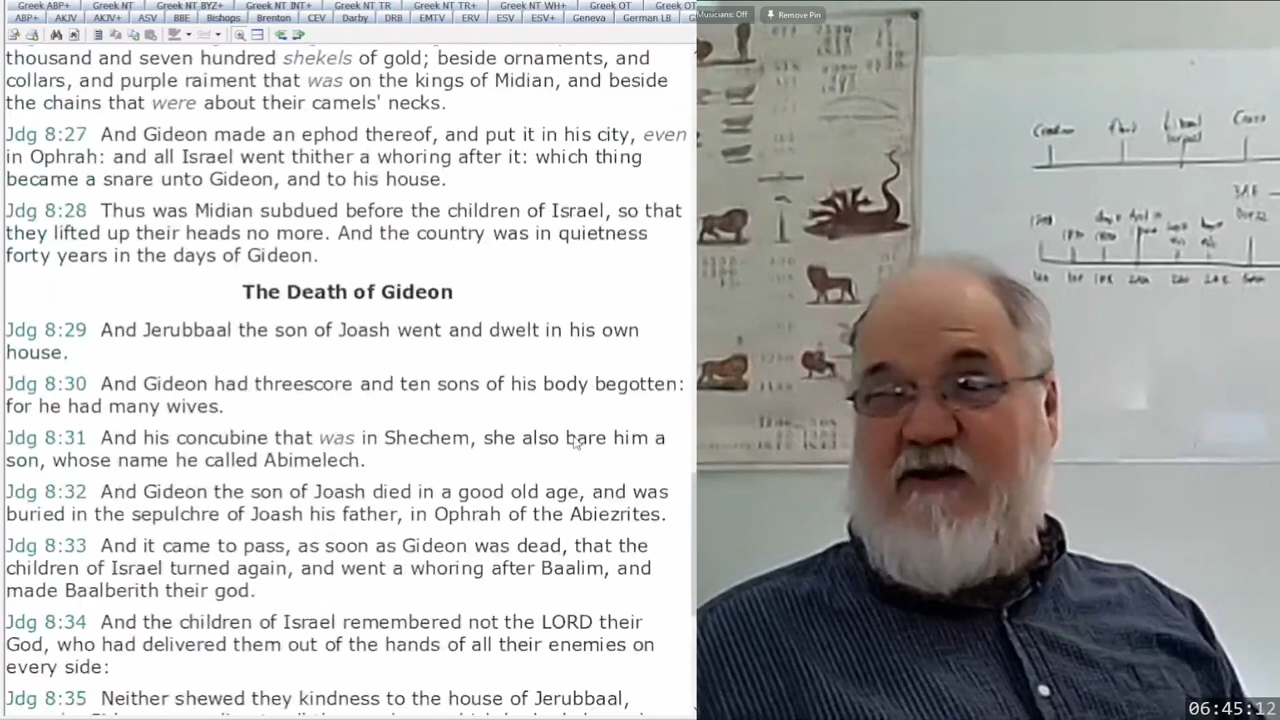 Greek ABP+ Greek NT Greek NT BYZ+ Greek NT INT+ Greek NT TR Greek NT TR+ Greek NT WH+ Greek OT
ABP+ AKJV AKJV+ ASV BBE Bishops Brenton CEV Darby DRB EMTV ERV ESV ESV+ Geneva German LB
Musicians: Off Remove Pin
thousand and seven hundred shekels of gold; beside ornaments, and
collars, and purple raiment that was on the kings of Midian, and beside
the chains that were about their camels' necks.
Jdg 8:27 And Gideon made an ephod thereof, and put it in his city, even
in Ophrah: and all Israel went thither a whoring after it: which thing
became a snare unto Gideon, and to his house.
Jdg 8:28 Thus was Midian subdued before the children of Israel, so that
they lifted up their heads no more. And the country was in quietness
forty years in the days of Gideon.
The Death of Gideon
Jdg 8:29 And Jerubbaal the son of Joash went and dwelt in his own
house.
Jdg 8:30 And Gideon had threescore and ten sons of his body begotten:
for he had many wives.
Jdg 8:31 And his concubine that was in Shechem, she also bare him a
son, whose name he called Abimelech.
Jdg 8:32 And Gideon the son of Joash died in a good old age, and was
buried in the sepulchre of Joash his father, in Ophrah of the Abiezrites.
Jdg 8:33 And it came to pass, as soon as Gideon was dead, that the
children of Israel turned again, and went a whoring after Baalim, and
made Baalberith their god.
Jdg 8:34 And the children of Israel remembered not the LORD their
God, who had delivered them out of the hands of all their enemies on
every side:
Jdg 8:35 Neither shewed they kindness to the house of Jerubbaal,
Cross
06:45:12